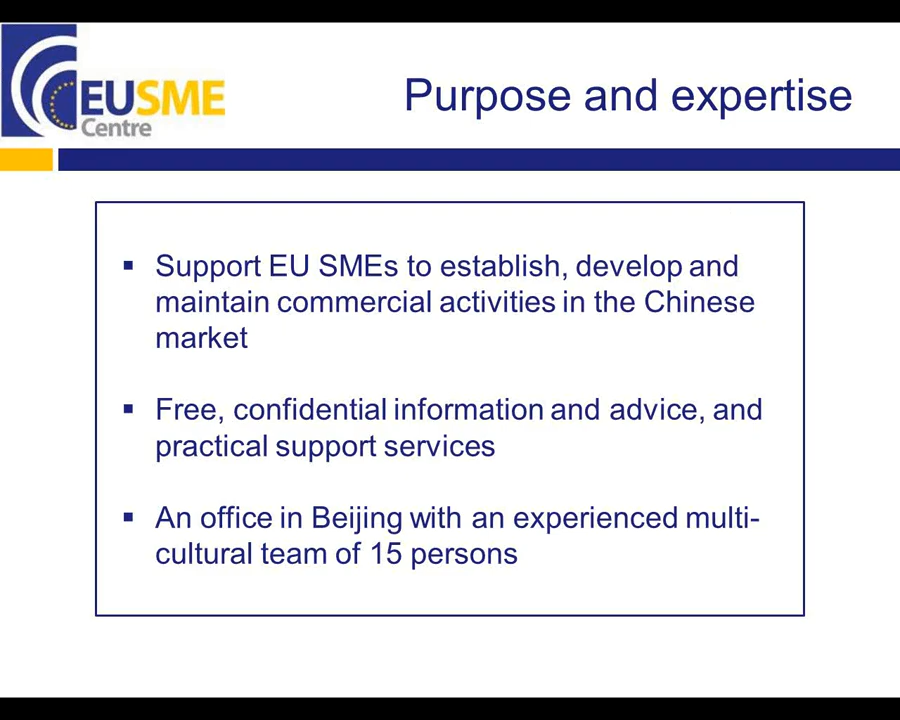 EUSME
Centre
Purpose and expertise
▪ Support EU SMEs to establish, develop and
maintain commercial activities in the Chinese
market
▪ Free, confidential information and advice, and
practical support services
▪ An office in Beijing with an experienced multi-
cultural team of 15 persons